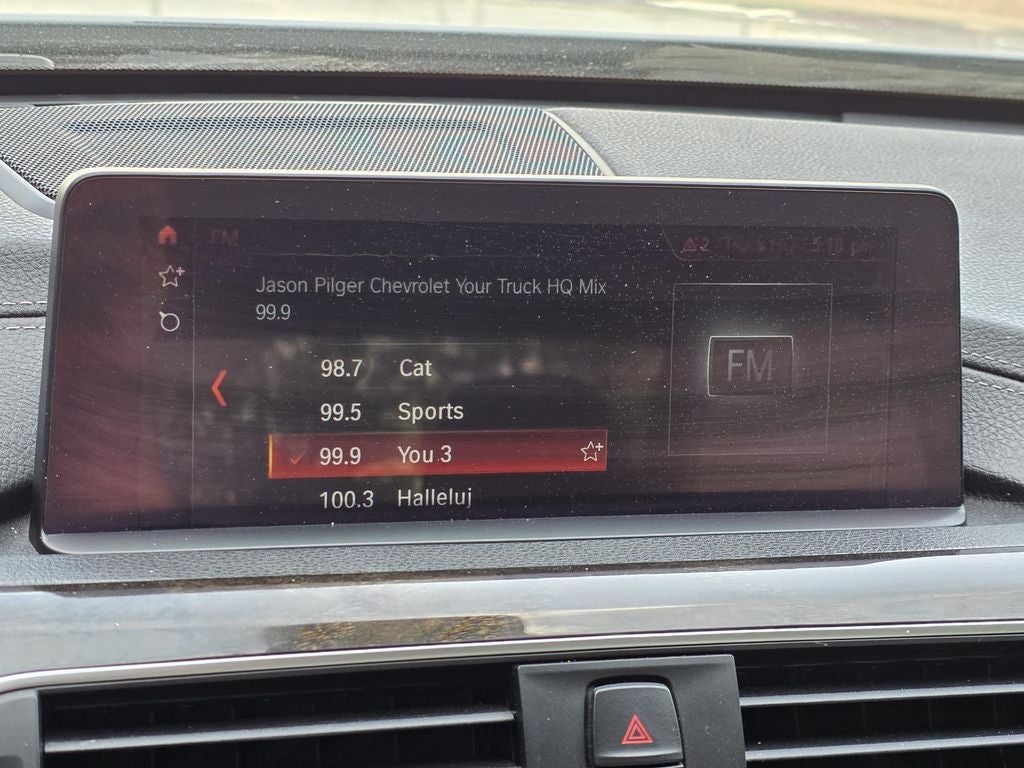 FM
Jason Pilger Chevrolet Your Truck HQ Mix
99.9
FM
98.7 Cat
99.5 Sports
99.9 You 3
100.3 Halleluj